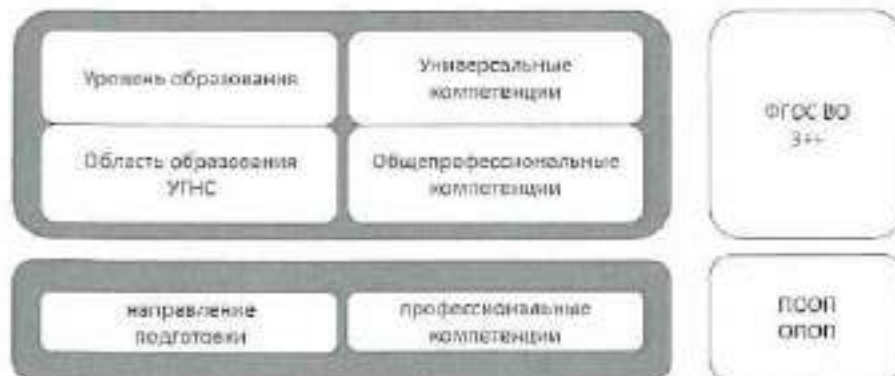 Уровень образования
Универсальные
компетенции
Область образования
УГНС
Общепрофессиональные
компетенции
ФГОС ВО
3++
направление
подготовки
профессиональные
компетенции
ПООП
ОПОП